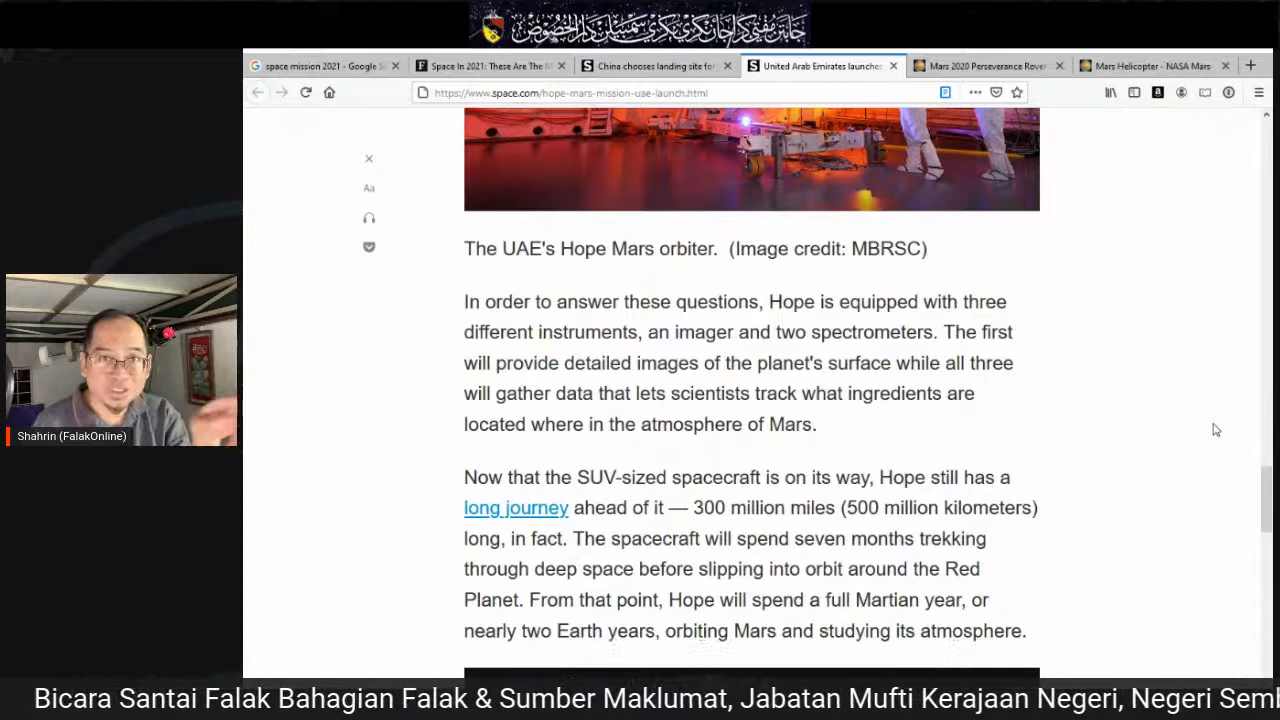 جابتن مفتي كراجأن نݢري نݢري سمبيلن دار الخصوص
space mission 2021 - Google S
Space In 2021: These Are The M
China chooses landing site for
United Arab Emirates launches
Mars 2020 Perseverance Rover
Mars Helicopter - NASA Mars
https://www.space.com/hope-mars-mission-uae-launch.html
Aa
The UAE's Hope Mars orbiter. (Image credit: MBRSC)
In order to answer these questions, Hope is equipped with three
different instruments, an imager and two spectrometers. The first
will provide detailed images of the planet's surface while all three
will gather data that lets scientists track what ingredients are
located where in the atmosphere of Mars.
Now that the SUV-sized spacecraft is on its way, Hope still has a
long journey ahead of it — 300 million miles (500 million kilometers)
long, in fact. The spacecraft will spend seven months trekking
through deep space before slipping into orbit around the Red
Planet. From that point, Hope will spend a full Martian year, or
nearly two Earth years, orbiting Mars and studying its atmosphere.
Shahrin (FalakOnline)
Bicara Santai Falak Bahagian Falak & Sumber Maklumat, Jabatan Mufti Kerajaan Negeri, Negeri Sem